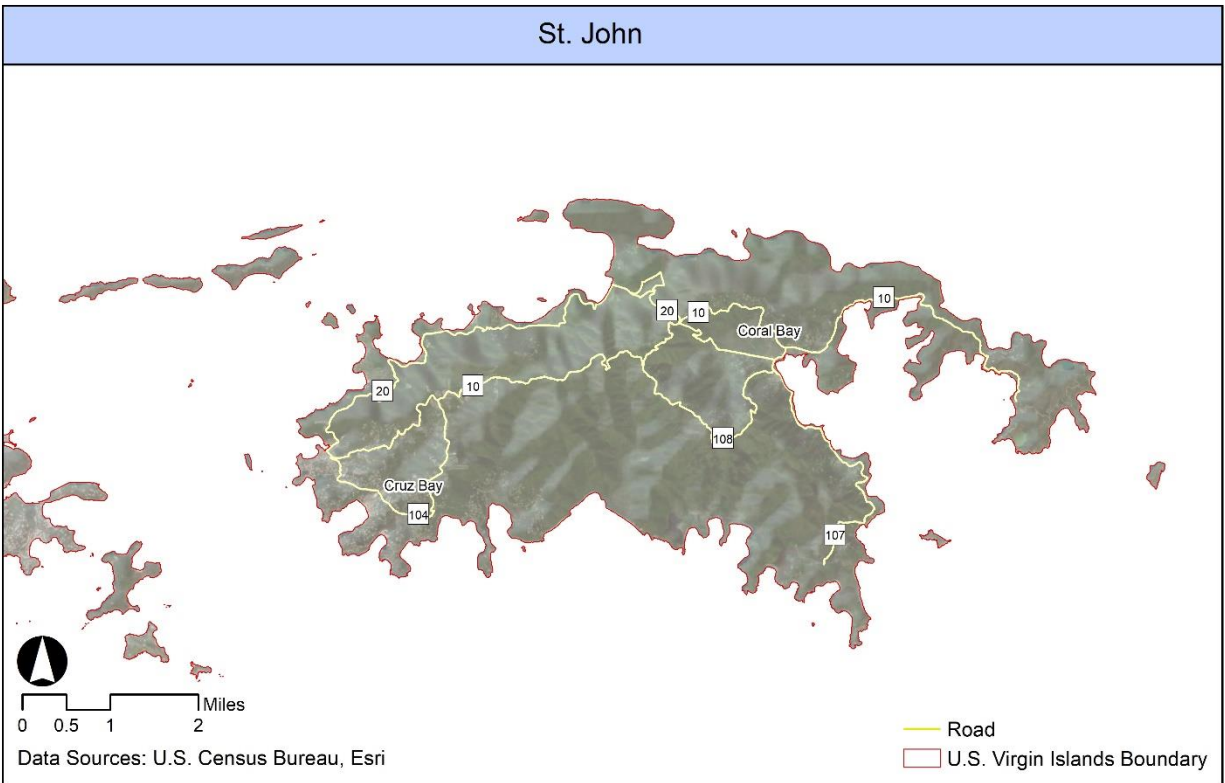 St. John
10
20
10
Coral Bay
20
10
108
Cruz Bay
104
107
Miles
0 0.5 1 2
Data Sources: U.S. Census Bureau, Esri
Road
U.S. Virgin Islands Boundary